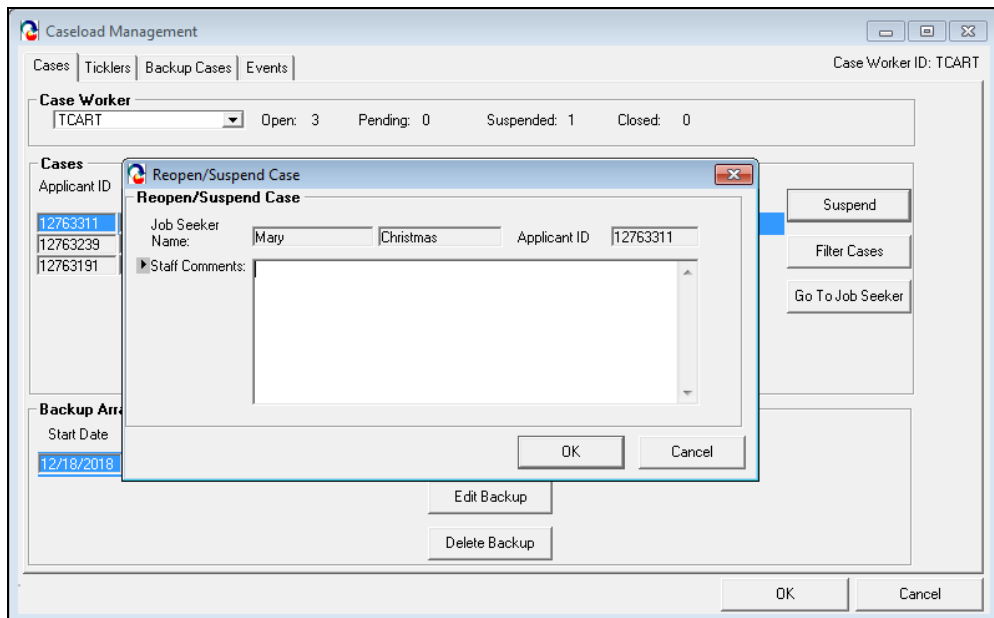 Caseload Management
Cases Ticklers Backup Cases Events Case Worker ID: TCART
Case Worker
TCART Open: 3 Pending: 0 Suspended: 1 Closed: 0
Cases
Applicant ID
12763311
12763239
12763191
Suspend
Filter Cases
Go To Job Seeker
Reopen/Suspend Case
Reopen/Suspend Case
Job Seeker
Name: Mary Christmas Applicant ID 12763311
Staff Comments:
OK Cancel
Backup
Start Date
12/18/2018
Edit Backup
Delete Backup
OK Cancel